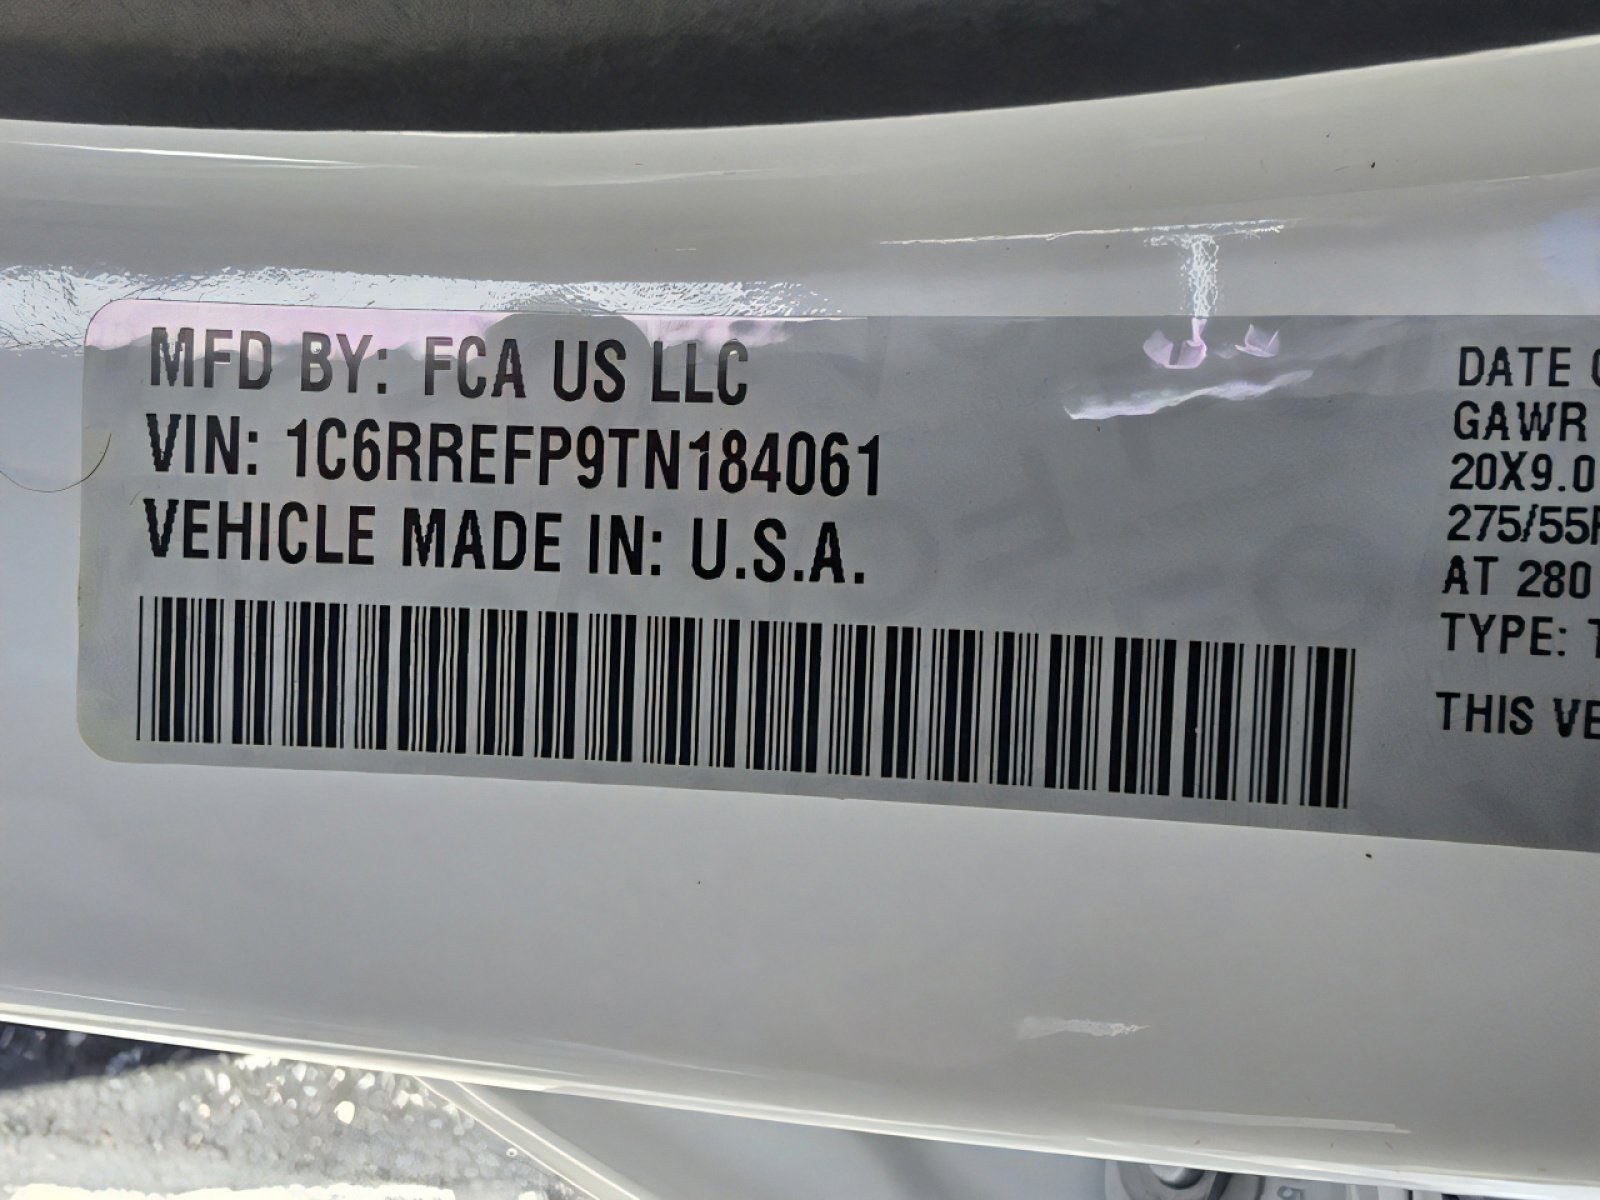 MFD BY: FCA US LLC
VIN: 1C6RREFP9TN184061
VEHICLE MADE IN: U.S.A.
DATE
GAWR
20X9.0
275/55R
AT 280
TYPE:
THIS VE